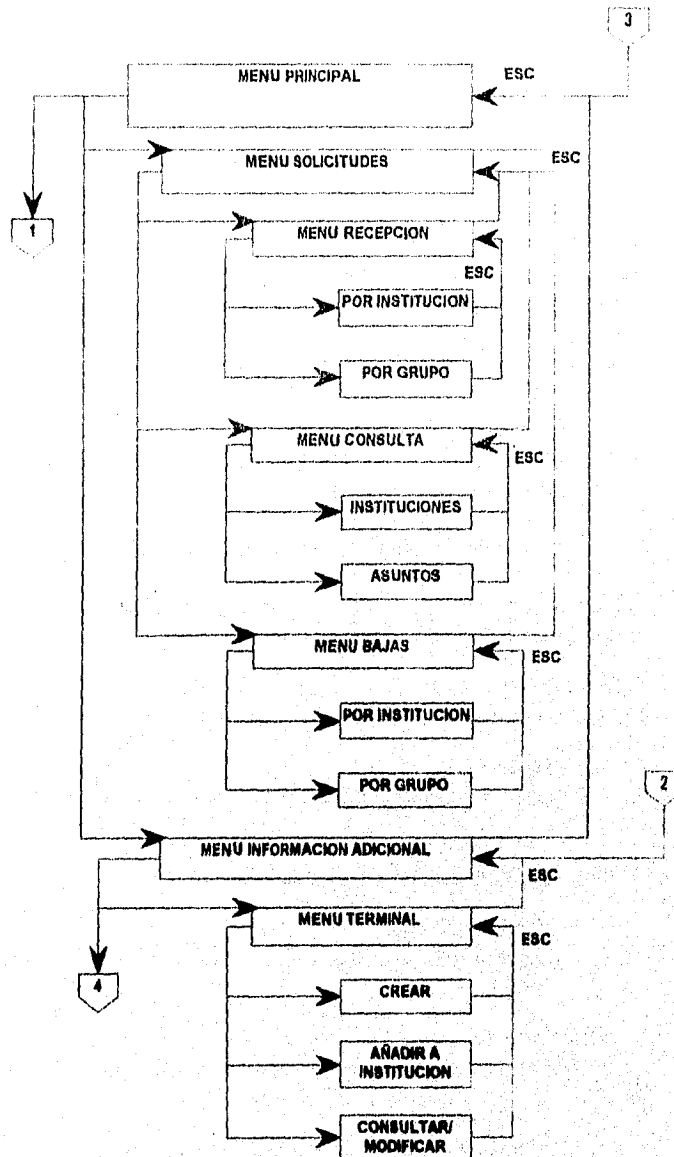 3
MENU PRINCIPAL
ESC
MENU SOLICITUDES
ESC
1
MENU RECEPCION
ESC
POR INSTITUCION
POR GRUPO
MENU CONSULTA
ESC
INSTITUCIONES
ASUNTOS
MENU BAJAS
ESC
POR INSTITUCION
POR GRUPO
2
MENU INFORMACION ADICIONAL
ESC
MENU TERMINAL
ESC
4
CREAR
AÑADIR A
INSTITUCION
CONSULTAR/
MODIFICAR